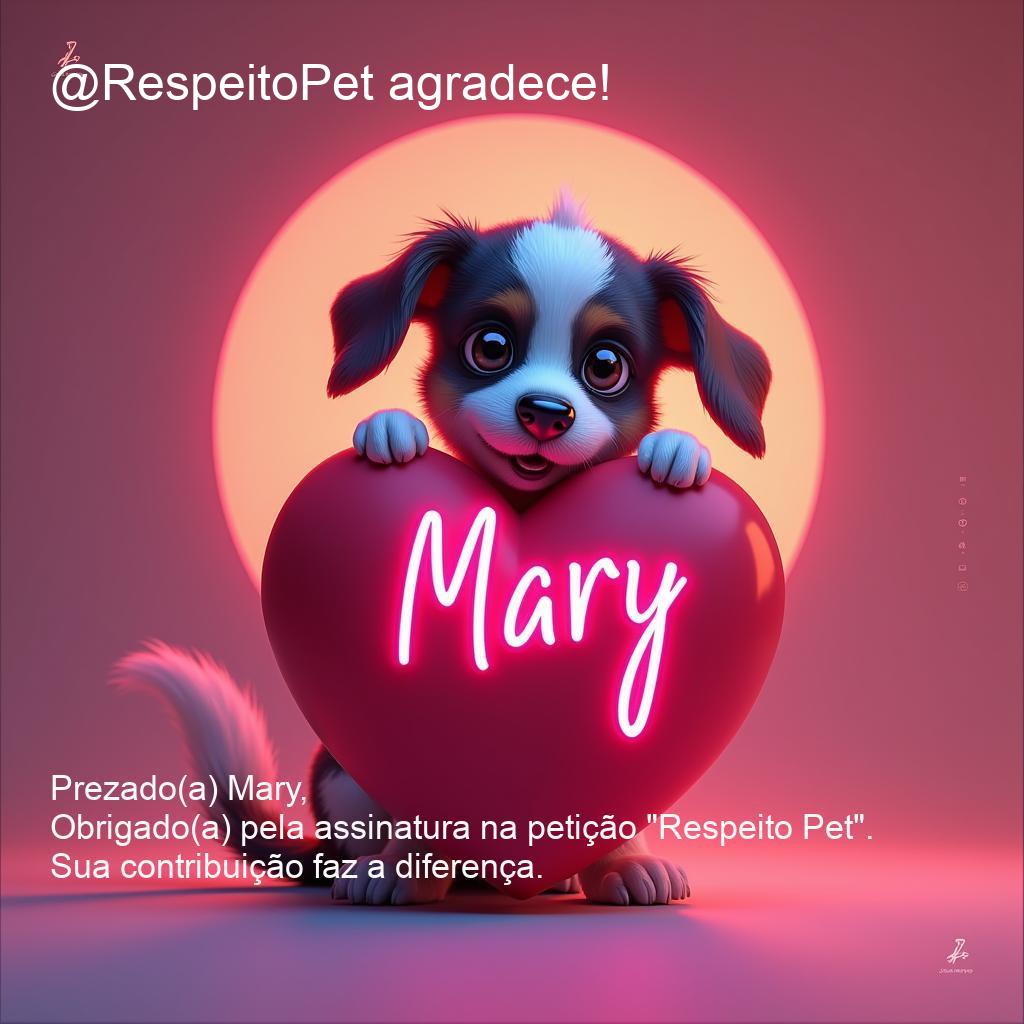 @RespeitoPet agradece!
Mary
Prezado(a) Mary,
Obrigado(a) pela assinatura na petição "Respeito Pet".
Sua contribuição faz a diferença.